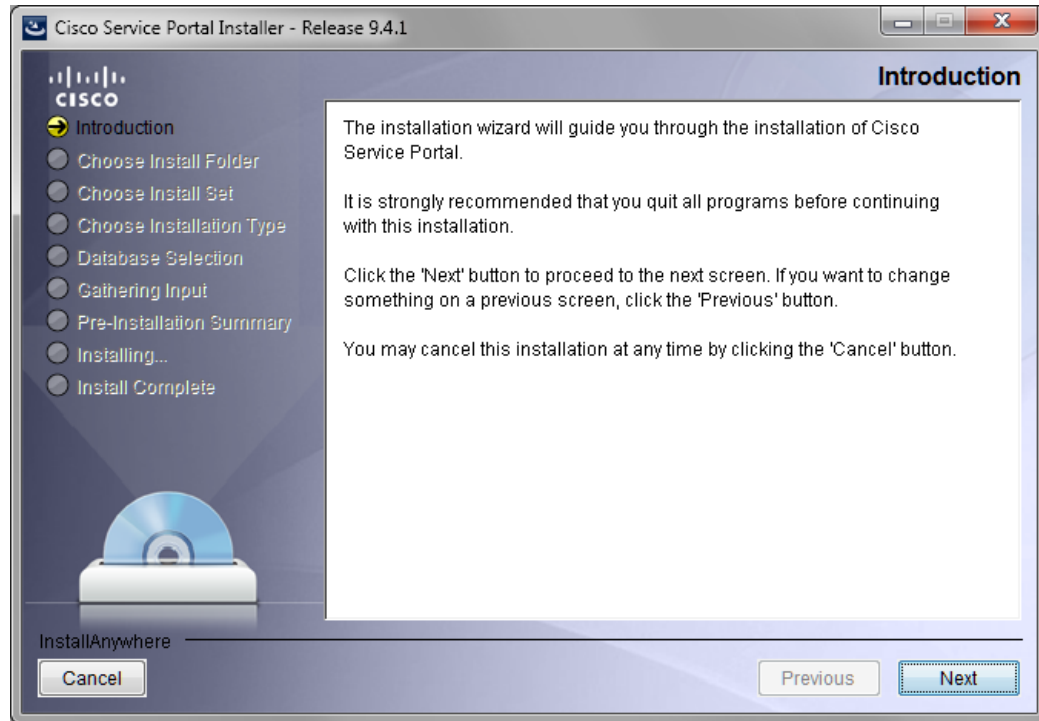 Cisco Service Portal Installer - Release 9.4.1
CISCO
Introduction
Introduction
Choose Install Folder
Choose Install Set
Choose Installation Type
Database Selection
Gathering Input
Pre-Installation Summary
Installing...
Install Complete
The installation wizard will guide you through the installation of Cisco
Service Portal.
It is strongly recommended that you quit all programs before continuing
with this installation.
Click the 'Next' button to proceed to the next screen. If you want to change
something on a previous screen, click the 'Previous' button.
You may cancel this installation at any time by clicking the 'Cancel' button.
InstallAnywhere
Cancel
Previous
Next